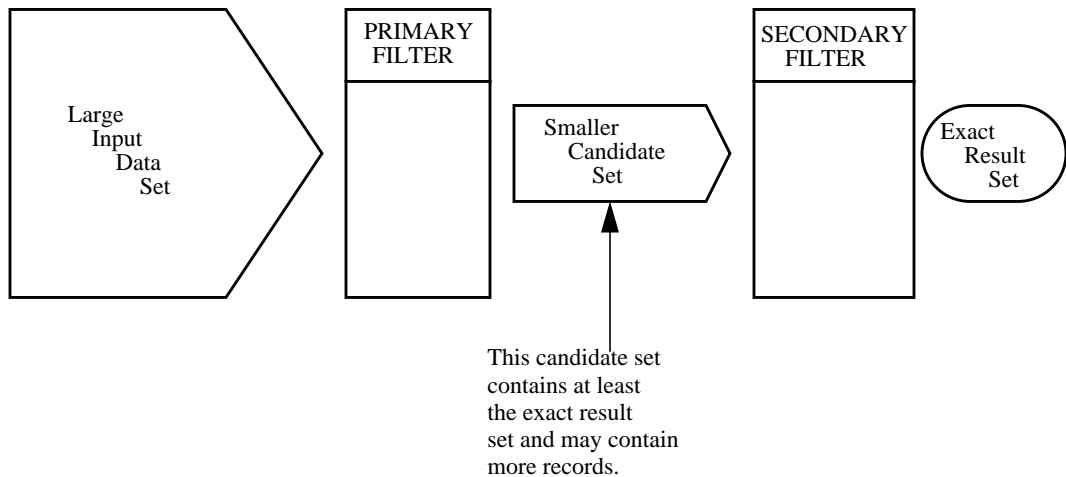 Large
Input
Data
Set
PRIMARY
FILTER
Smaller
Candidate
Set
SECONDARY
FILTER
Exact
Result
Set
This candidate set
contains at least
the exact result
set and may contain
more records.